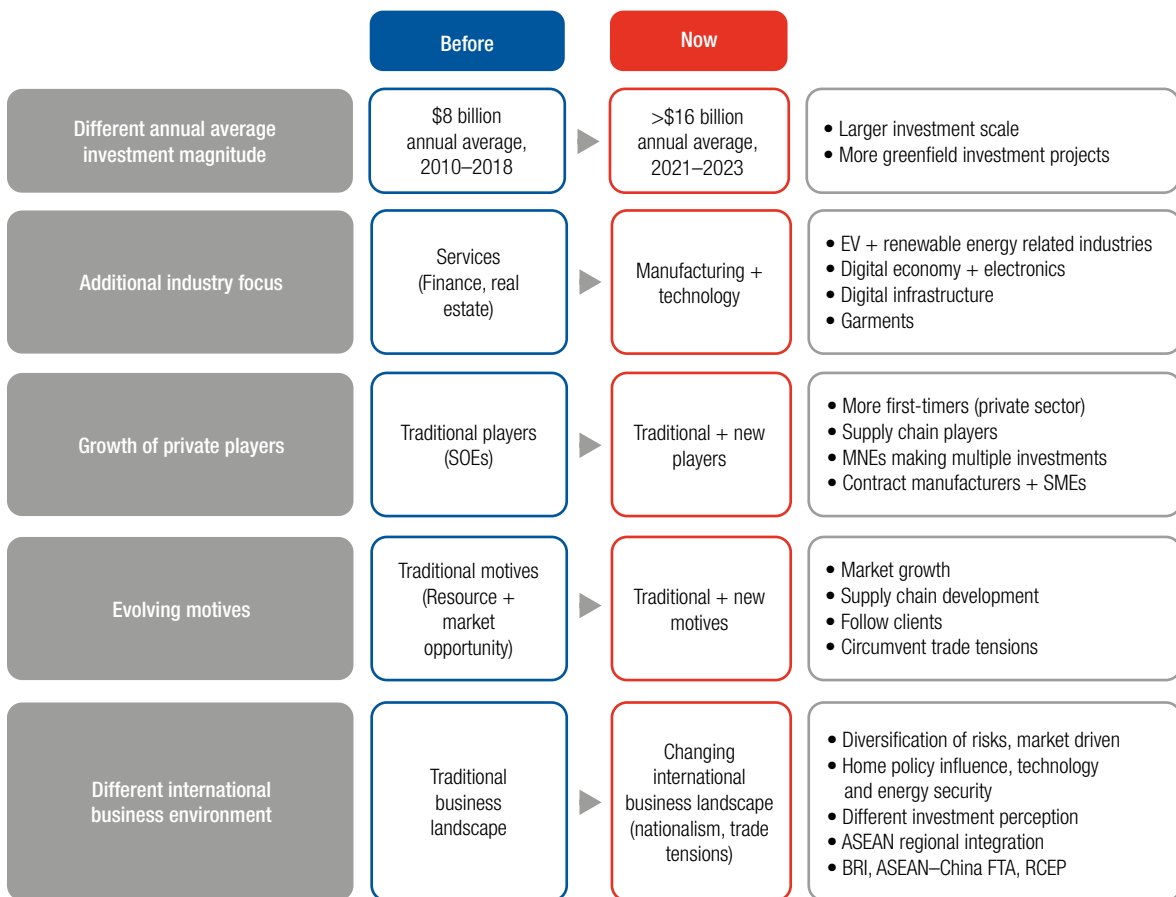 Before
Now
Different annual average
investment magnitude
$8 billion
annual average,
2010–2018
>$16 billion
annual average,
2021–2023
• Larger investment scale
• More greenfield investment projects
Additional industry focus
Services
(Finance, real
estate)
Manufacturing +
technology
• EV + renewable energy related industries
• Digital economy + electronics
• Digital infrastructure
• Garments
Growth of private players
Traditional players
(SOEs)
Traditional + new
players
• More first-timers (private sector)
• Supply chain players
• MNEs making multiple investments
• Contract manufacturers + SMEs
Evolving motives
Traditional motives
(Resource +
market
opportunity)
Traditional + new
motives
• Market growth
• Supply chain development
• Follow clients
• Circumvent trade tensions
Different international
business environment
Traditional
business
landscape
Changing
international
business landscape
(nationalism, trade
tensions)
• Diversification of risks, market driven
• Home policy influence, technology
and energy security
• Different investment perception
• ASEAN regional integration
• BRI, ASEAN–China FTA, RCEP